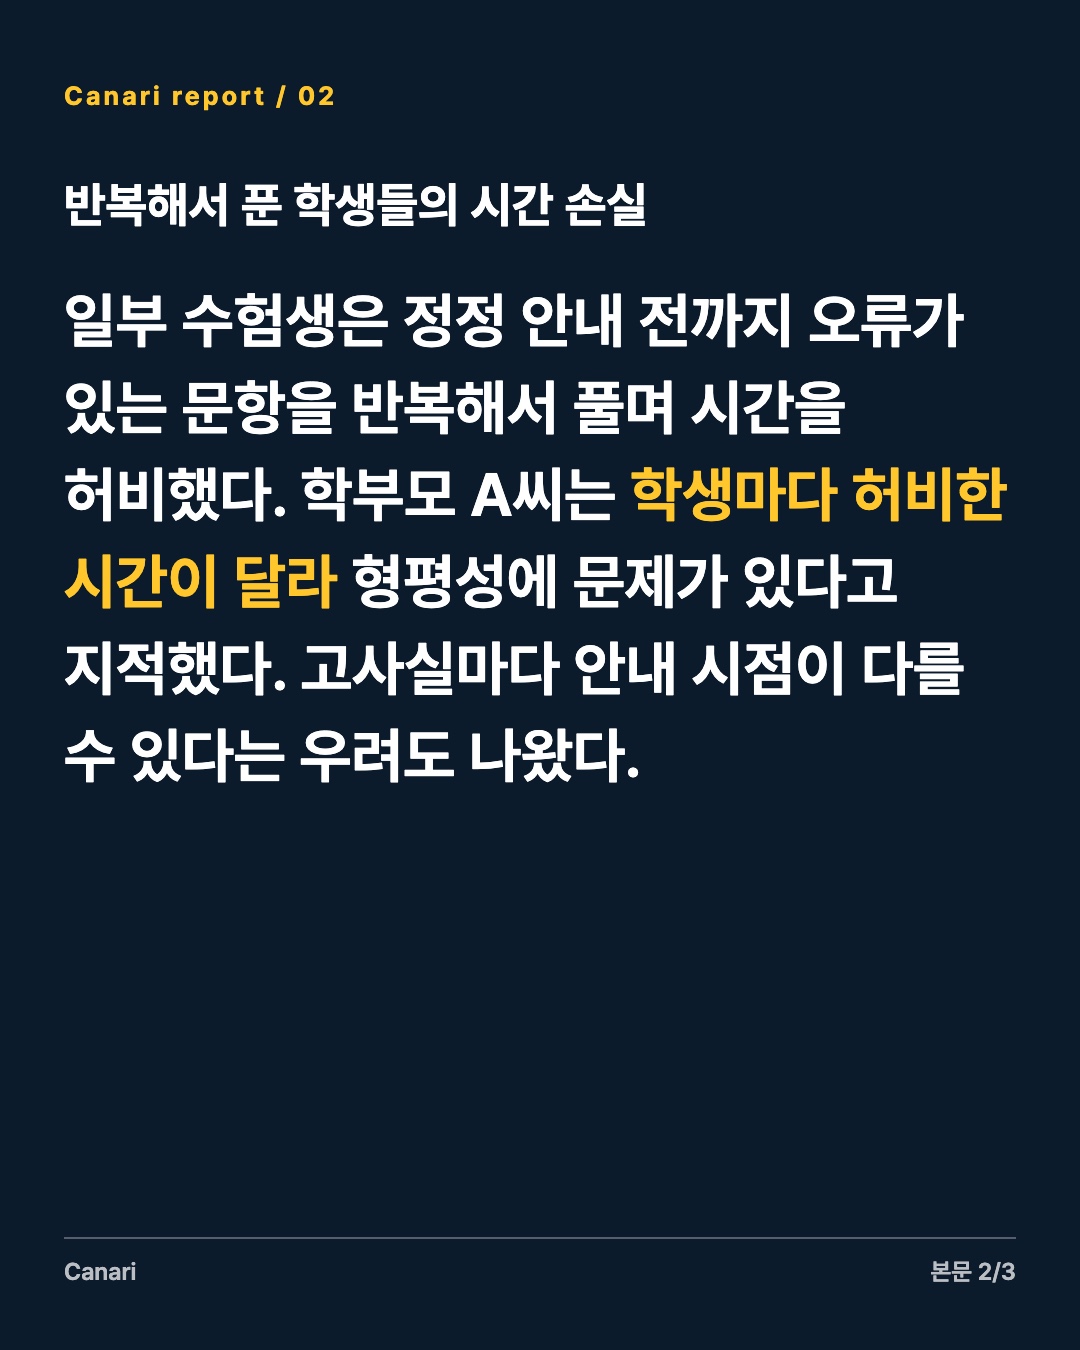 Canari report / 02
반복해서 푼 학생들의 시간 손실
일부 수험생은 정정 안내 전까지 오류가
있는 문항을 반복해서 풀며 시간을
허비했다. 학부모 A씨는 학생마다 허비한
시간이 달라 형평성에 문제가 있다고
지적했다. 고사실마다 안내 시점이 다를
수 있다는 우려도 나왔다.
Canari
본문 2/3